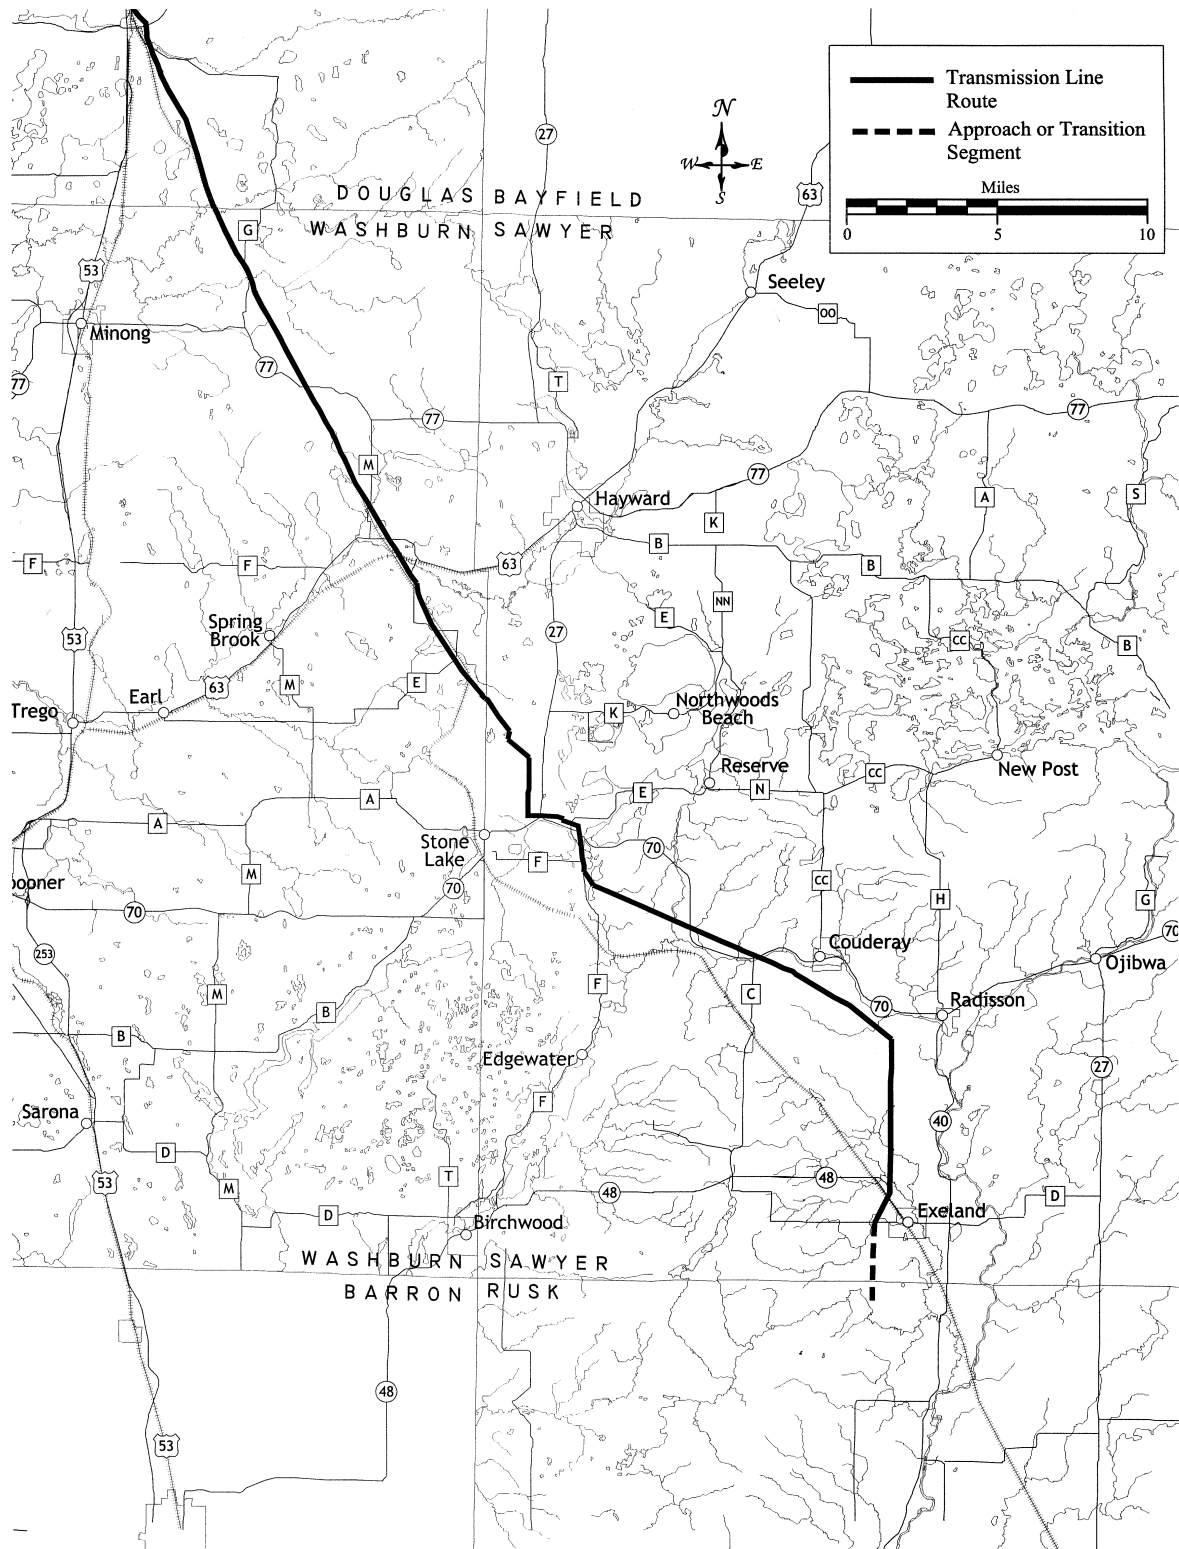 Transmission Line
Route
Approach or Transition
Segment
Miles
0
5
10
N
W
E
S
27
63
DOUGLAS
BAYFIELD
WASHBURN
SAWYER
G
53
Seeley
OO
Minong
77
77
T
77
77
M
77
Hayward
K
A
S
B
63
F
F
B
NN
E
Spring
Brook
27
53
CC
B
M
63
E
Earl
Trego
K
Northwoods
Beach
Reserve
New Post
CC
E
N
A
A
Stone
Lake
70
F
M
70
CC
ooner
H
G
70
70
253
Couderay
Ojibwa
F
C
M
70
Radisson
B
B
Edgewater
27
F
Sarona
40
D
T
53
M
48
48
D
D
Birchwood
Exeland
WASHBURN
SAWYER
BARRON
RUSK
48
53